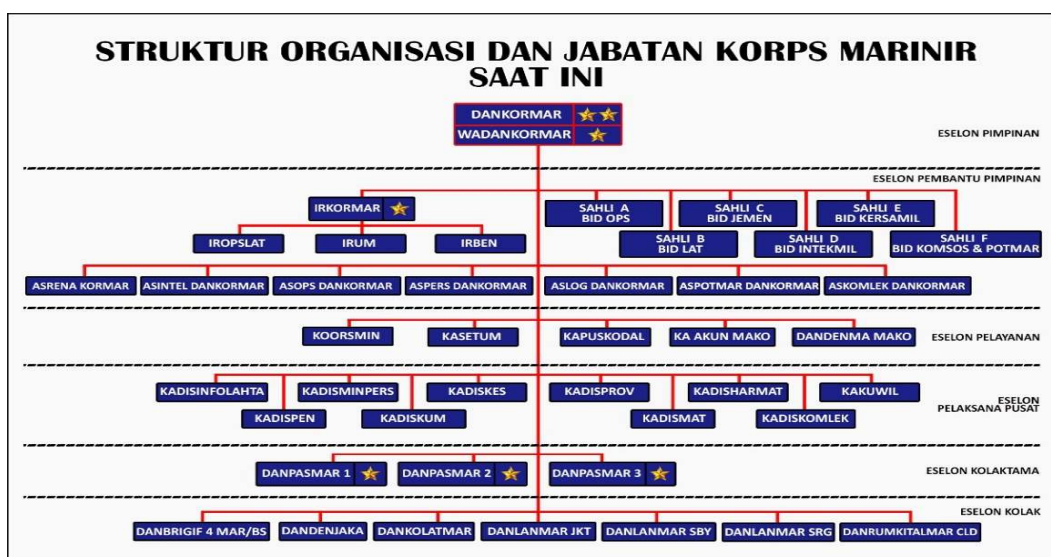 STRUKTUR ORGANISASI DAN JABATAN KORPS MARINIR
SAAT INI
DANKORMAR
WADANKORMAR
ESELON PIMPINAN
ESELON PEMBANTU PIMPINAN
IRKORMAR
SAHLI A
BID OPS
SAHLI C
BID JEMEN
SAHLI E
BID KERSAMIL
IROPSLAT
IRUM
IRBEN
SAHLI B
BID LAT
SAHLI D
BID INTEKMIL
SAHLI F
BID KOMSOS & POTMAR
ASRENA KORMAR
ASINTEL DANKORMAR
ASOPS DANKORMAR
ASPERS DANKORMAR
ASLOG DANKORMAR
ASPOTMAR DANKORMAR
ASKOMLEK DANKORMAR
KOORSMIN
KASETUM
KAPUSKODAL
KA AKUN MAKO
DANDENMA MAKO
ESELON PELAYANAN
KADISINFOLAHTA
KADISMINPERS
KADISKES
KADISPROV
KADISHARMAT
KAKUWIL
ESELON
PELAKSANA PUSAT
KADISPEN
KADISKUM
KADISMAT
KADISKOMLEK
DANPASMAR 1
DANPASMAR 2
DANPASMAR 3
ESELON KOLAKTAMA
ESELON KOLAK
DANBRIGIF 4 MAR/BS
DANDENJAKA
DANKOLATMAR
DANLANMAR JKT
DANLANMAR SBY
DANLANMAR SRG
DANRUMKITALMAR CLD